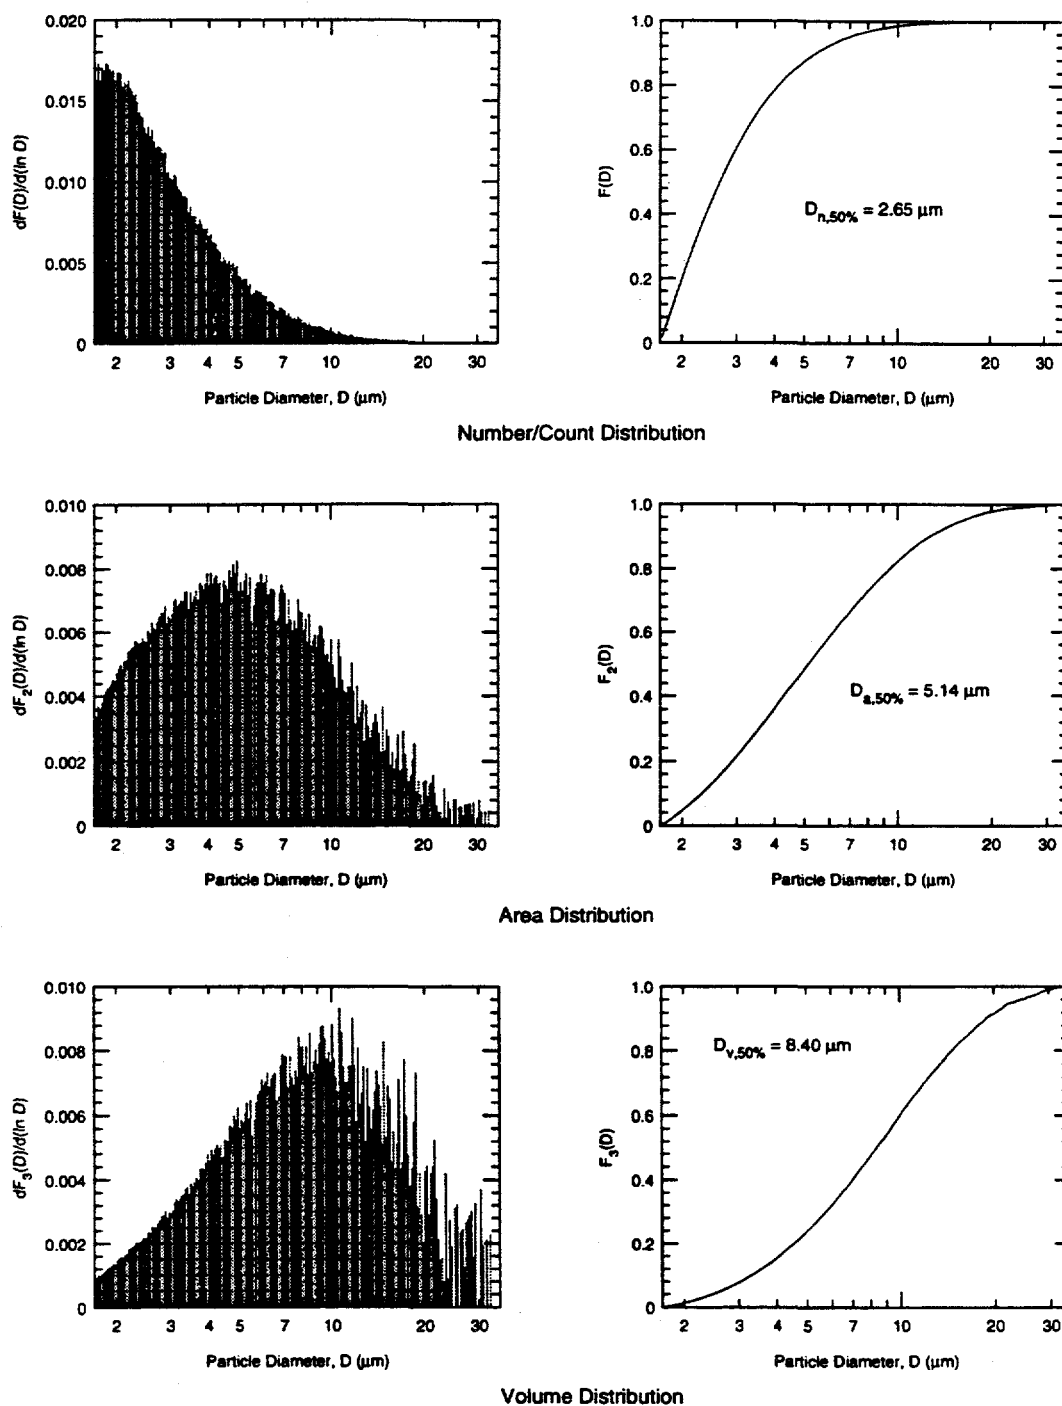 0.020
0.015
0.010
0.005
0
dF(D)/d(ln D)
2 3 4 5 7 10 20 30
Particle Diameter, D (μm)
1.0
0.8
0.6
0.4
0.2
0
F(D)
D_n,50% = 2.65 μm
2 3 4 5 6 7 8 9 10 20 30
Particle Diameter, D (μm)
Number/Count Distribution
0.010
0.008
0.006
0.004
0.002
0
dF₂(D)/d(ln D)
2 3 4 5 7 10 20 30
Particle Diameter, D (μm)
1.0
0.8
0.6
0.4
0.2
0
F₂(D)
D_a,50% = 5.14 μm
2 3 4 5 7 10 20 30
Particle Diameter, D (μm)
Area Distribution
0.010
0.008
0.006
0.004
0.002
0
dF₃(D)/d(ln D)
2 3 4 5 7 10 20 30
Particle Diameter, D (μm)
1.0
0.8
0.6
0.4
0.2
0
F₃(D)
D_v,50% = 8.40 μm
2 3 4 5 7 10 20 30
Particle Diameter, D (μm)
Volume Distribution